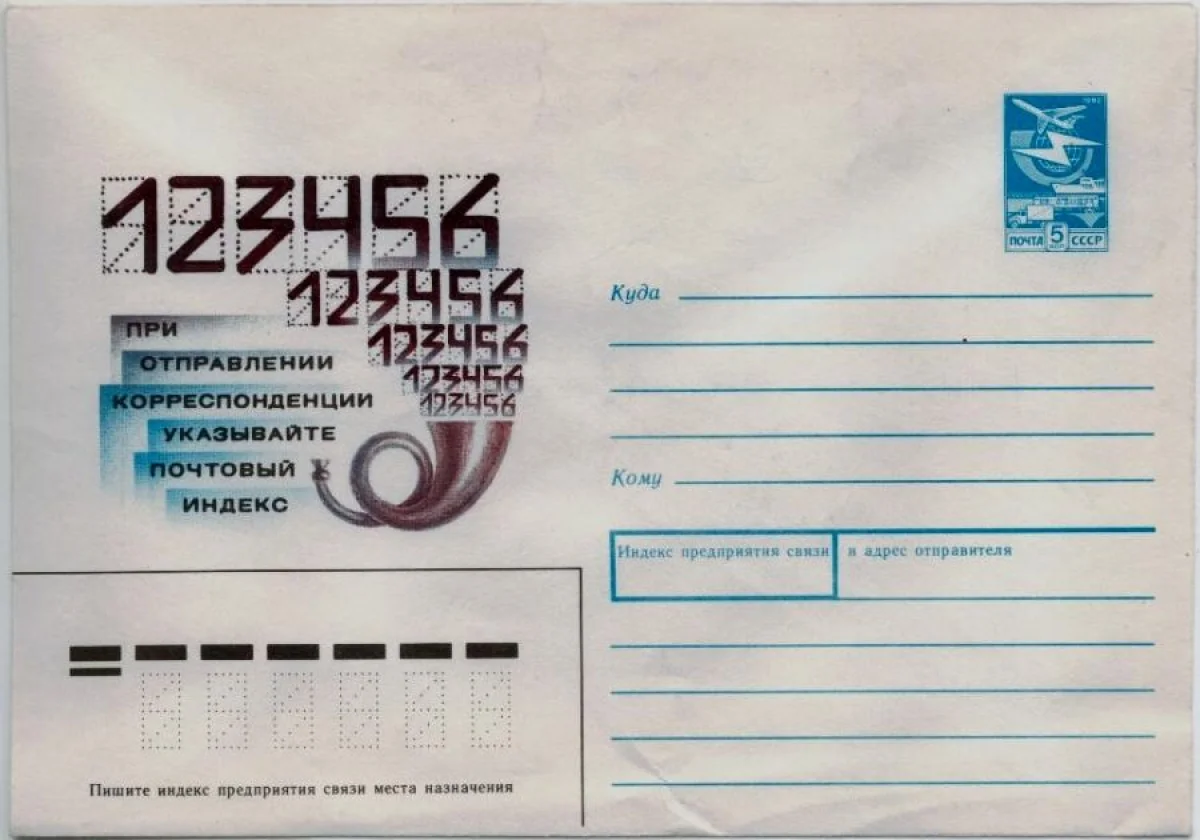 123456
123456
123456
123456
123456
ПРИ
ОТПРАВЛЕНИИ
КОРРЕСПОНДЕНЦИИ
УКАЗЫВАЙТЕ
ПОЧТОВЫЙ
ИНДЕКС
ПОЧТА 5 СССР
Куда
Кому
Индекс предприятия связи и адрес отправителя
Пишите индекс предприятия связи места назначения